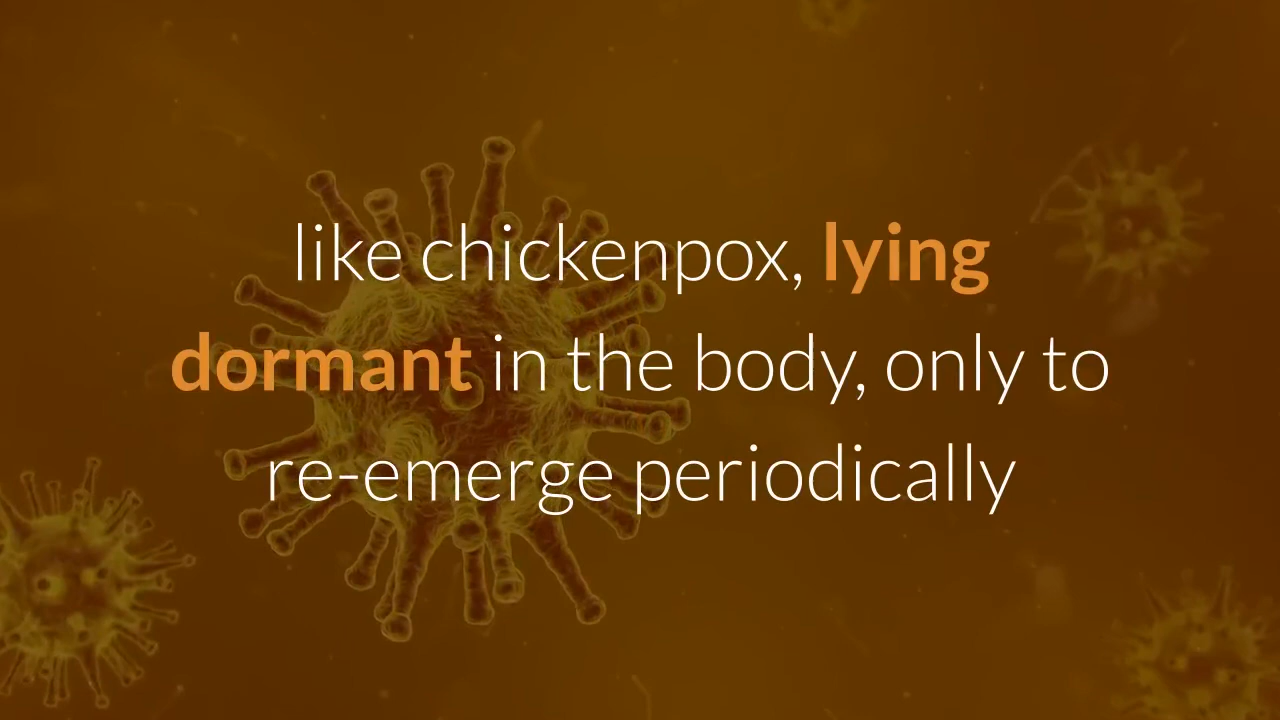 like chickenpox, lying
dormant in the body, only to
re-emerge periodically